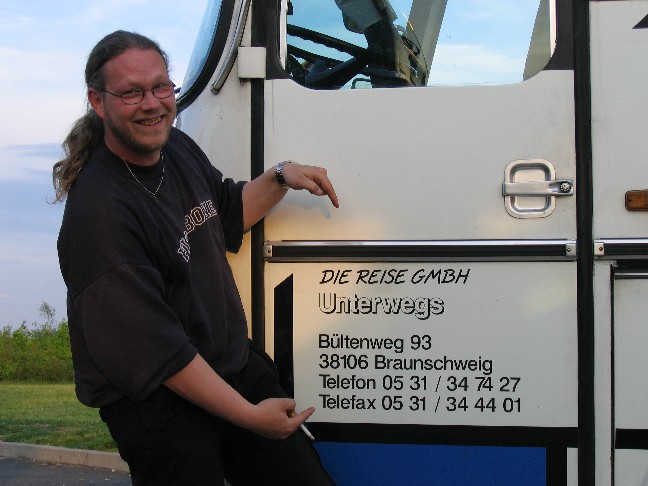 DIE REISE GMBH
Unterwegs
Bültenweg 93
38106 Braunschweig
Telefon 05 31 / 34 74 27
Telefax 05 31 / 34 44 01